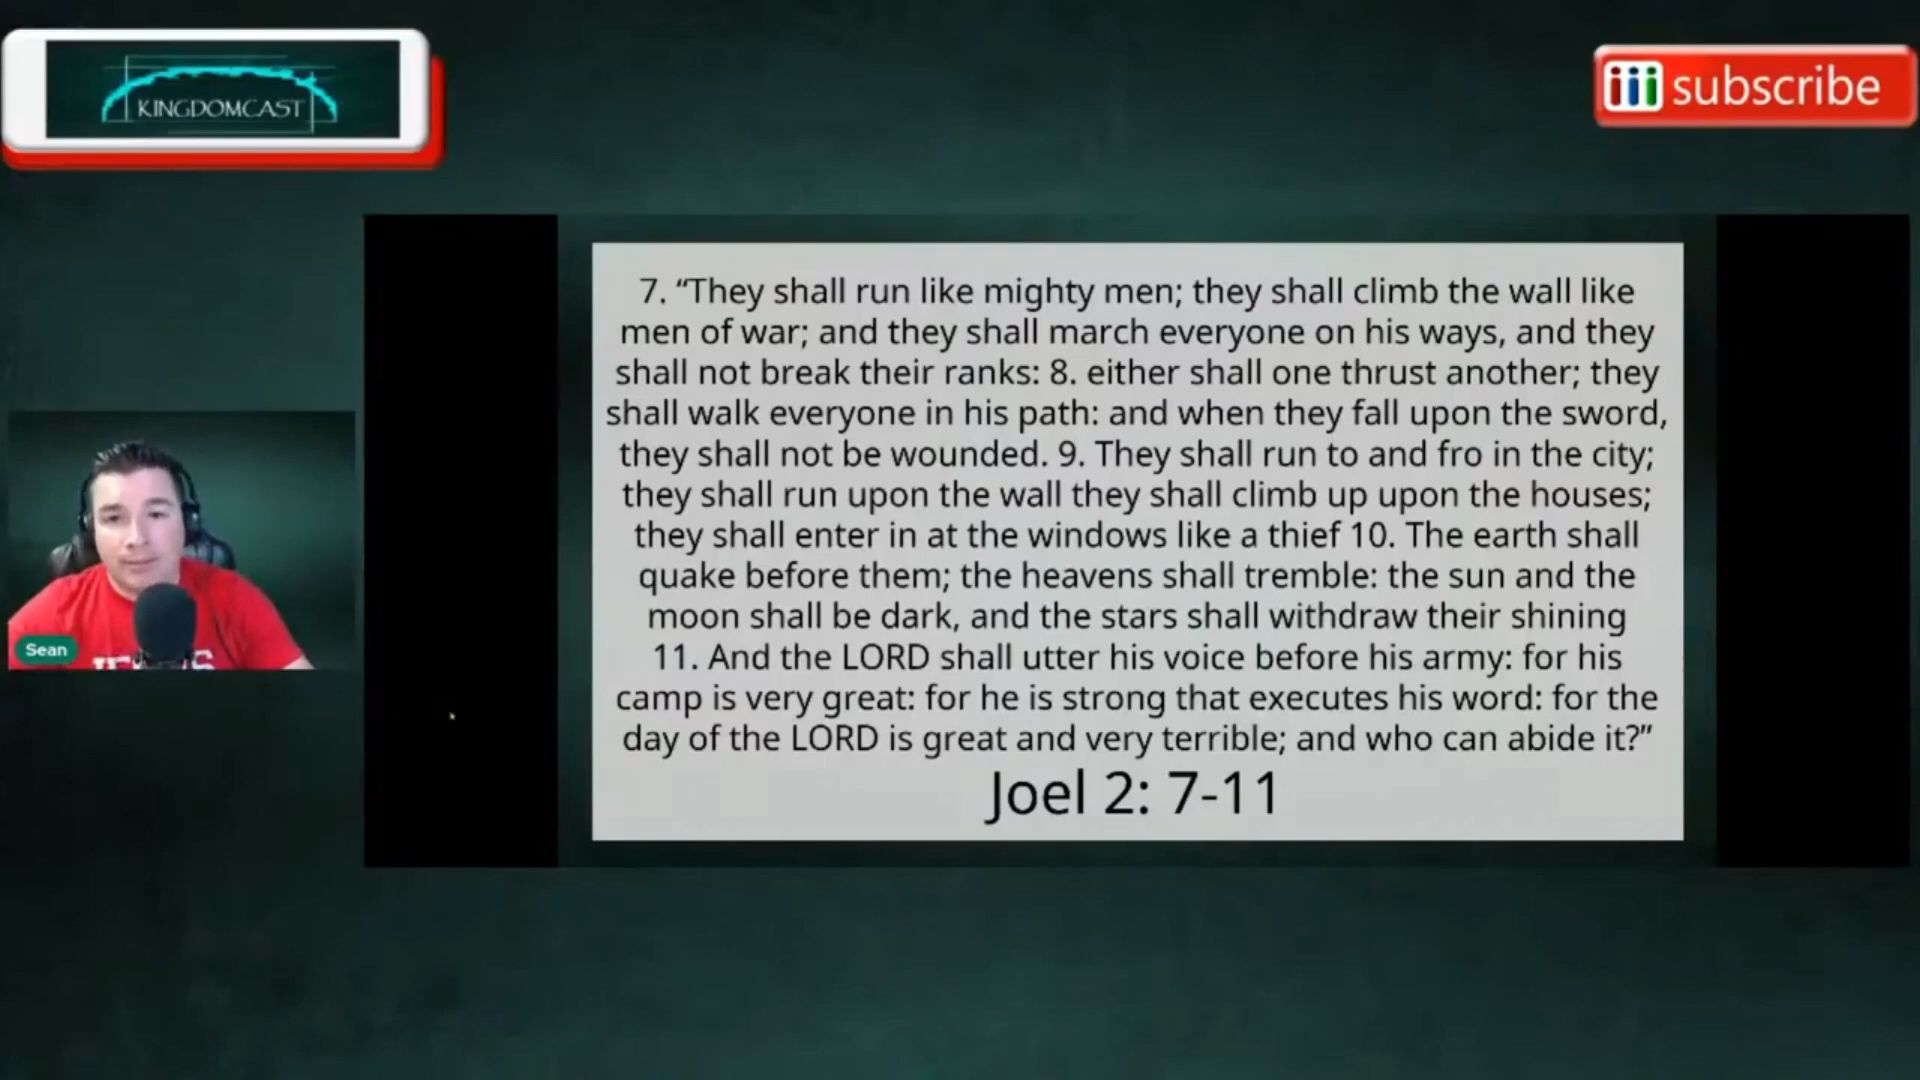 KINGDOMCAST
subscribe
7. “They shall run like mighty men; they shall climb the wall like
men of war; and they shall march everyone on his ways, and they
shall not break their ranks: 8. either shall one thrust another; they
shall walk everyone in his path: and when they fall upon the sword,
they shall not be wounded. 9. They shall run to and fro in the city;
they shall run upon the wall they shall climb up upon the houses;
they shall enter in at the windows like a thief 10. The earth shall
quake before them; the heavens shall tremble: the sun and the
moon shall be dark, and the stars shall withdraw their shining
11. And the LORD shall utter his voice before his army: for his
camp is very great: for he is strong that executes his word: for the
day of the LORD is great and very terrible; and who can abide it?”
Joel 2: 7-11
Sean